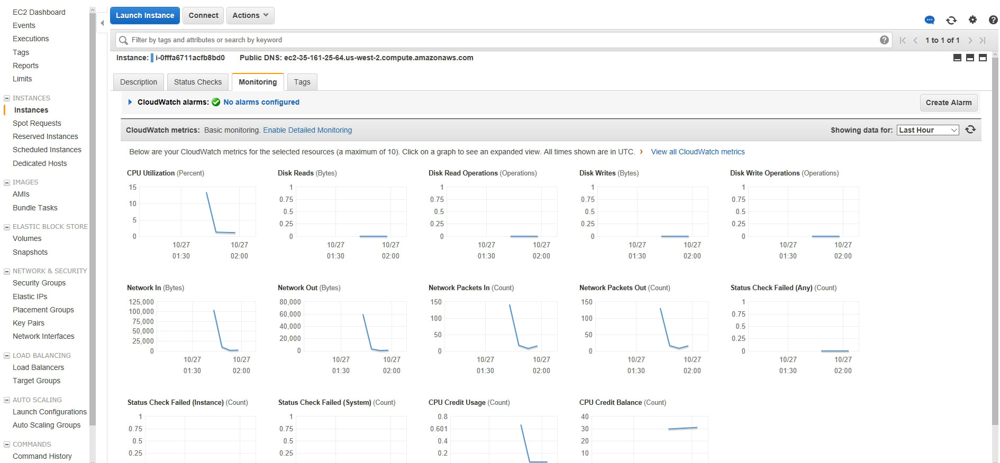 EC2 Dashboard
Events
Executions
Tags
Reports
Limits
INSTANCES
Instances
Spot Requests
Reserved Instances
Scheduled Instances
Dedicated Hosts
IMAGES
AMIs
Bundle Tasks
ELASTIC BLOCK STORE
Volumes
Snapshots
NETWORK & SECURITY
Security Groups
Elastic IPs
Placement Groups
Key Pairs
Network Interfaces
LOAD BALANCING
Load Balancers
Target Groups
AUTO SCALING
Launch Configurations
Auto Scaling Groups
COMMANDS
Command History
Launch Instance Connect Actions
Filter by tags and attributes or search by keyword
1 to 1 of 1
Instance: i-0fffa6711acfb8bd0 Public DNS: ec2-35-161-25-64.us-west-2.compute.amazonaws.com
Description Status Checks Monitoring Tags
CloudWatch alarms: No alarms configured Create Alarm
CloudWatch metrics: Basic monitoring. Enable Detailed Monitoring Showing data for: Last Hour
Below are your CloudWatch metrics for the selected resources (a maximum of 10). Click on a graph to see an expanded view. All times shown are in UTC. › View all CloudWatch metrics
CPU Utilization (Percent)
15
10
5
0
10/27 10/27
01:30 02:00
Disk Reads (Bytes)
1
0.75
0.5
0.25
0
10/27 10/27
01:30 02:00
Disk Read Operations (Operations)
1
0.75
0.5
0.25
0
10/27 10/27
01:30 02:00
Disk Writes (Bytes)
1
0.75
0.5
0.25
0
10/27 10/27
01:30 02:00
Disk Write Operations (Operations)
1
0.75
0.5
0.25
0
10/27 10/27
01:30 02:00
Network In (Bytes)
125,000
100,000
75,000
50,000
25,000
0
10/27 10/27
01:30 02:00
Network Out (Bytes)
80,000
60,000
40,000
20,000
0
10/27 10/27
01:30 02:00
Network Packets In (Count)
150
100
50
0
10/27 10/27
01:30 02:00
Network Packets Out (Count)
150
100
50
0
10/27 10/27
01:30 02:00
Status Check Failed (Any) (Count)
1
0.75
0.5
0.25
0
10/27 10/27
01:30 02:00
Status Check Failed (Instance) (Count)
1
0.75
0.5
0.25
Status Check Failed (System) (Count)
1
0.75
0.5
0.25
CPU Credit Usage (Count)
0.8
0.601
0.4
0.2
CPU Credit Balance (Count)
40
30
20
10